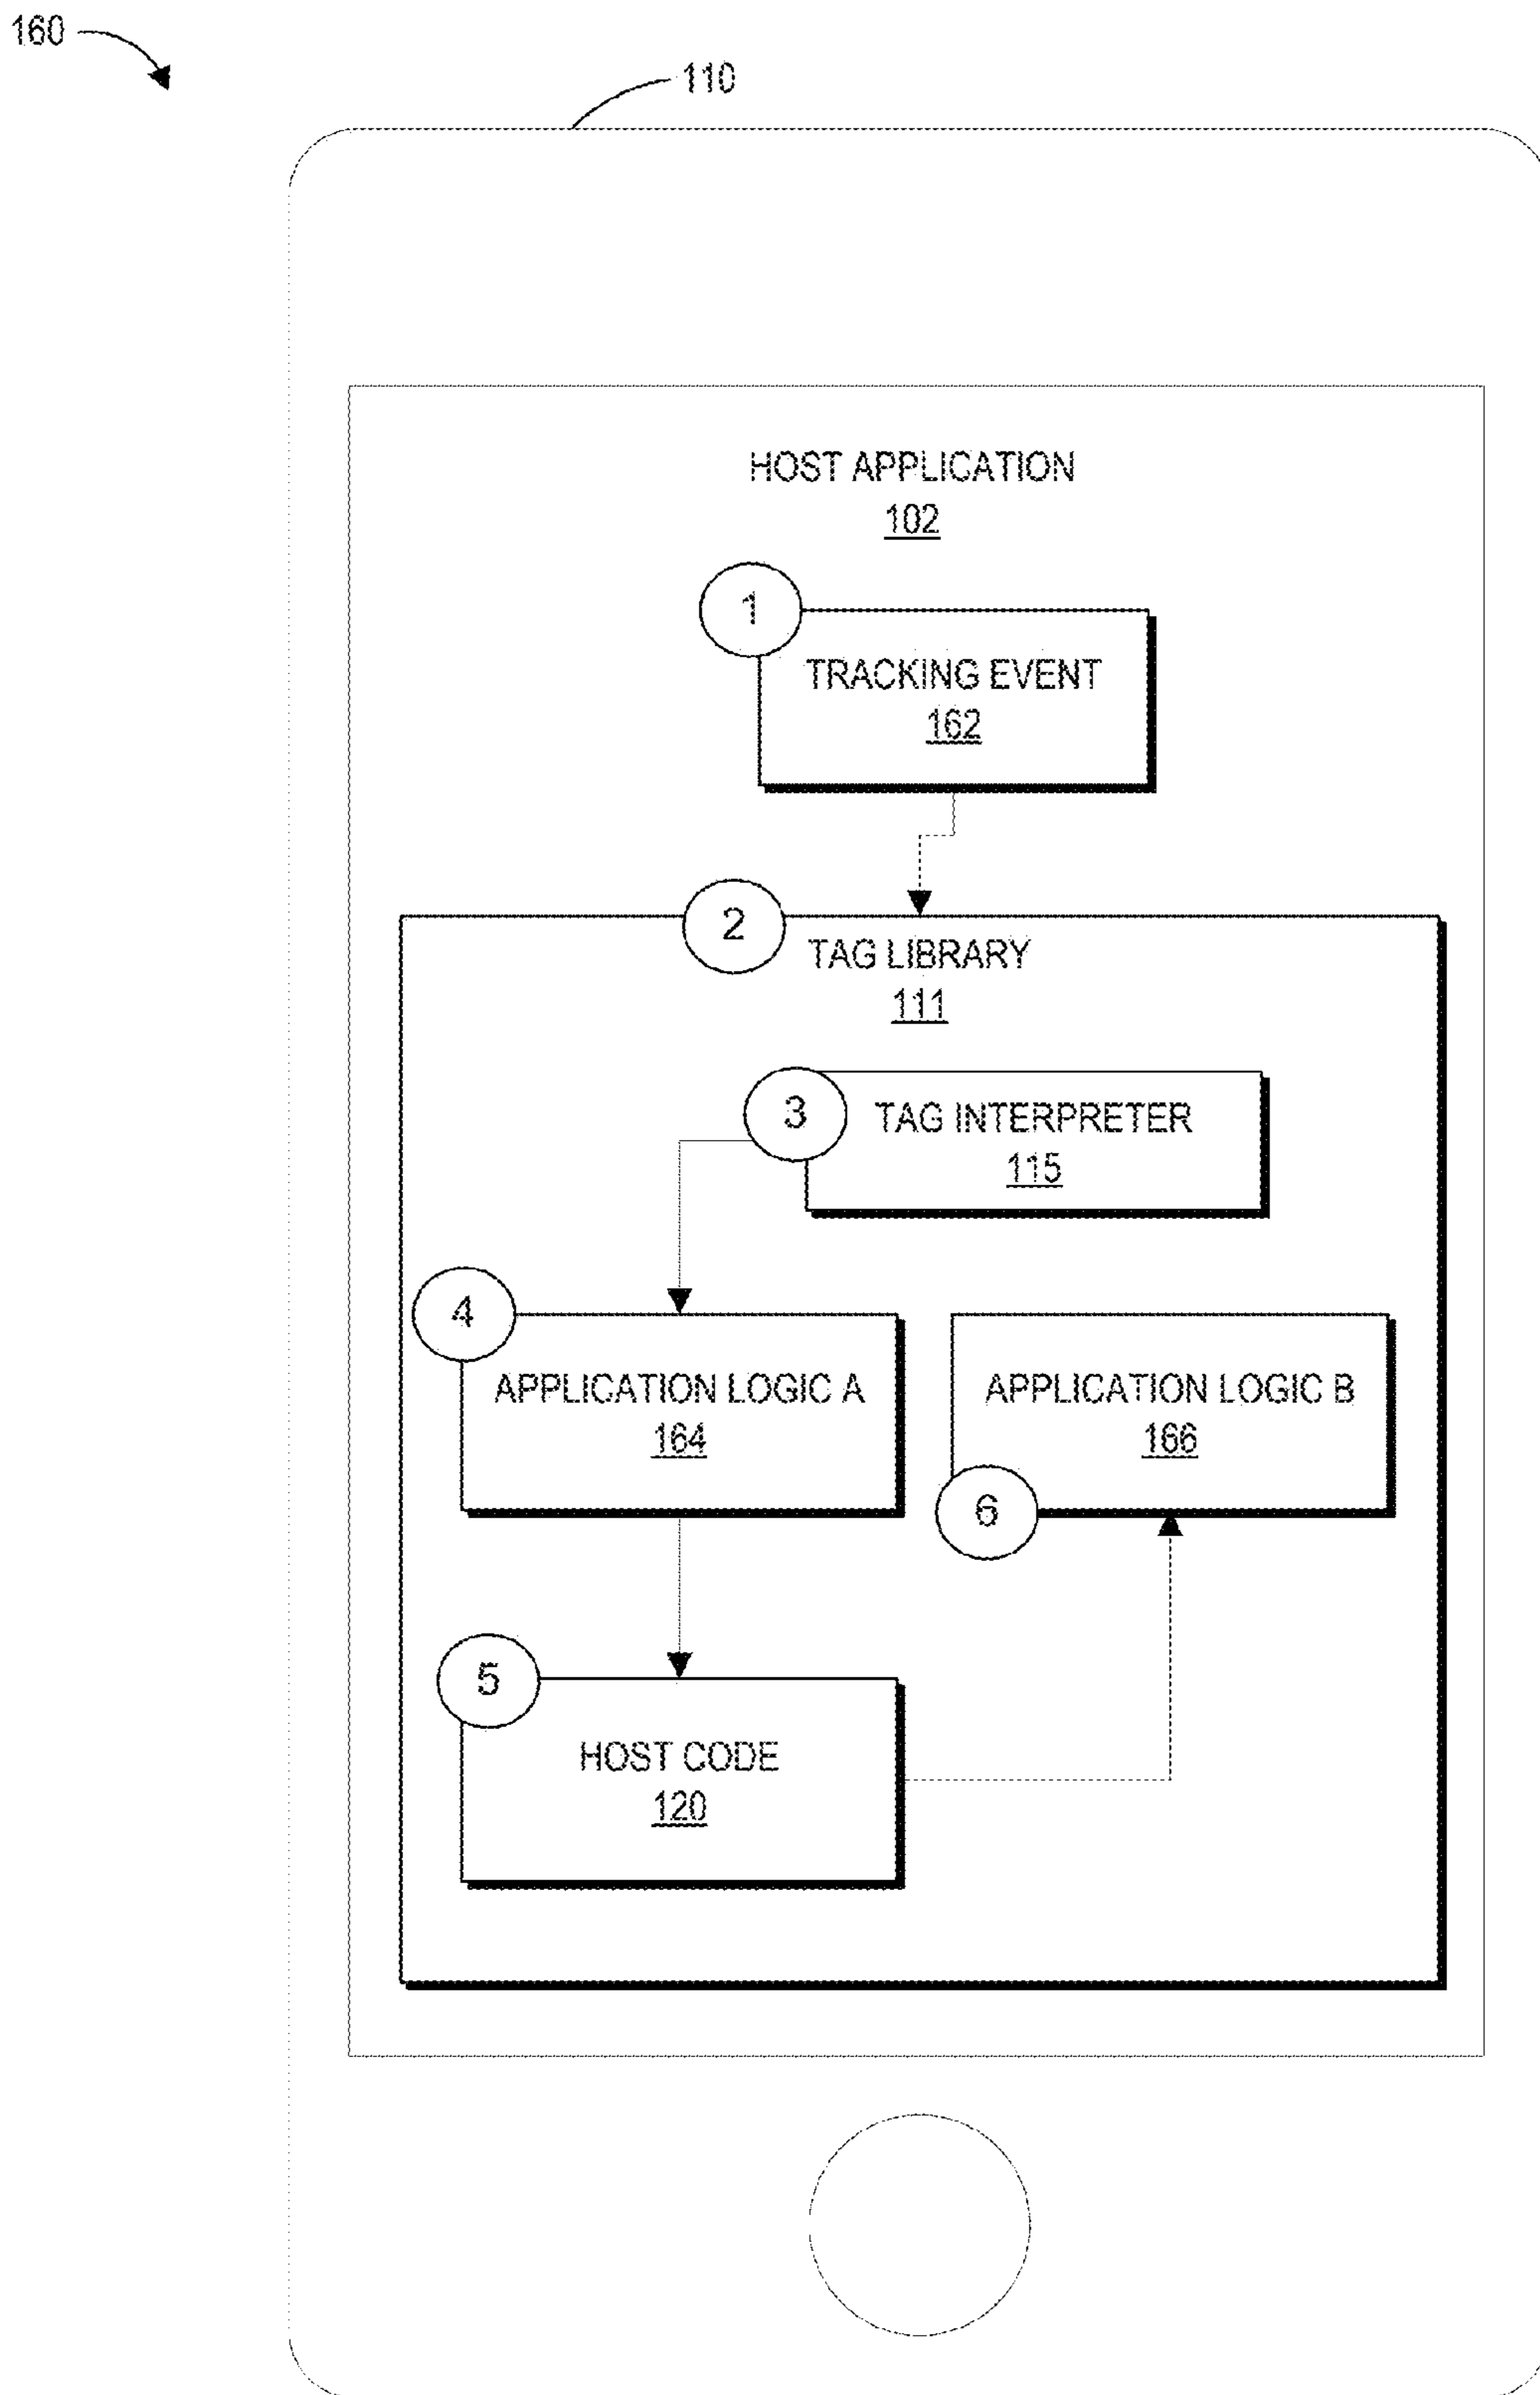 160
110
HOST APPLICATION
102
1
TRACKING EVENT
162
2
TAG LIBRARY
111
3
TAG INTERPRETER
115
4
APPLICATION LOGIC A
164
APPLICATION LOGIC B
166
6
5
HOST CODE
120